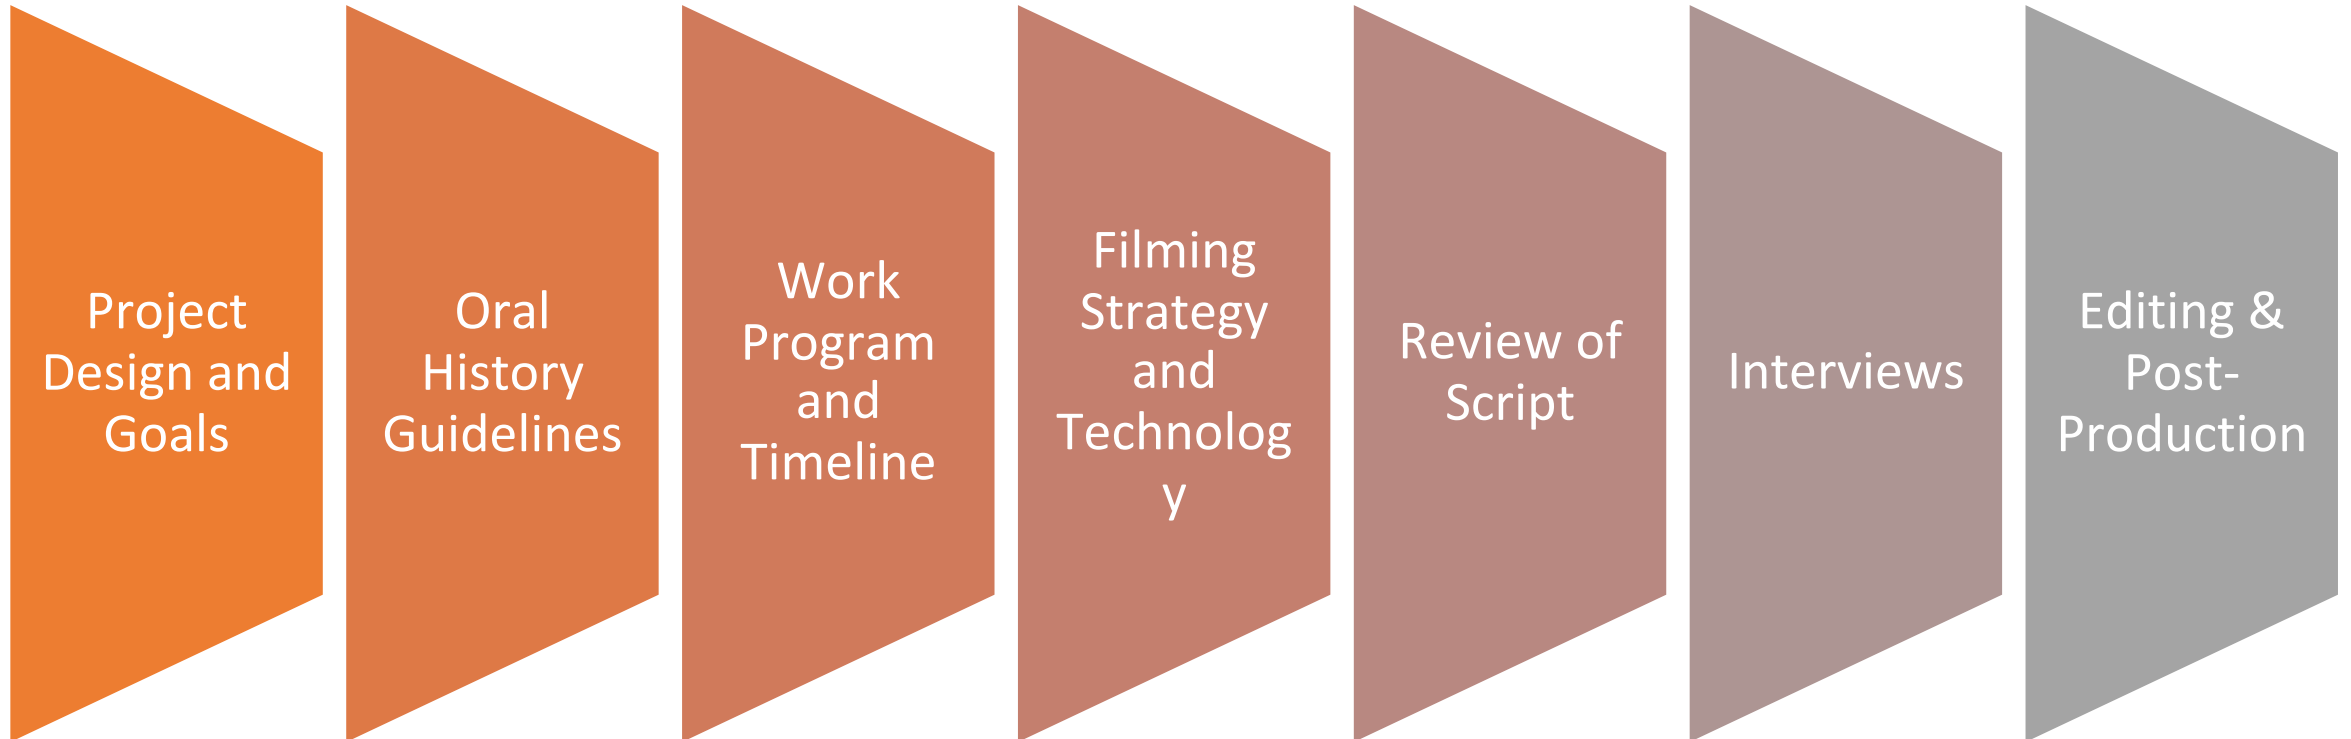 Project
Design and
Goals
Oral
History
Guidelines
Work
Program
and
Timeline
Filming
Strategy
and
Technolog
y
Review of
Script
Interviews
Editing &
Post-
Production